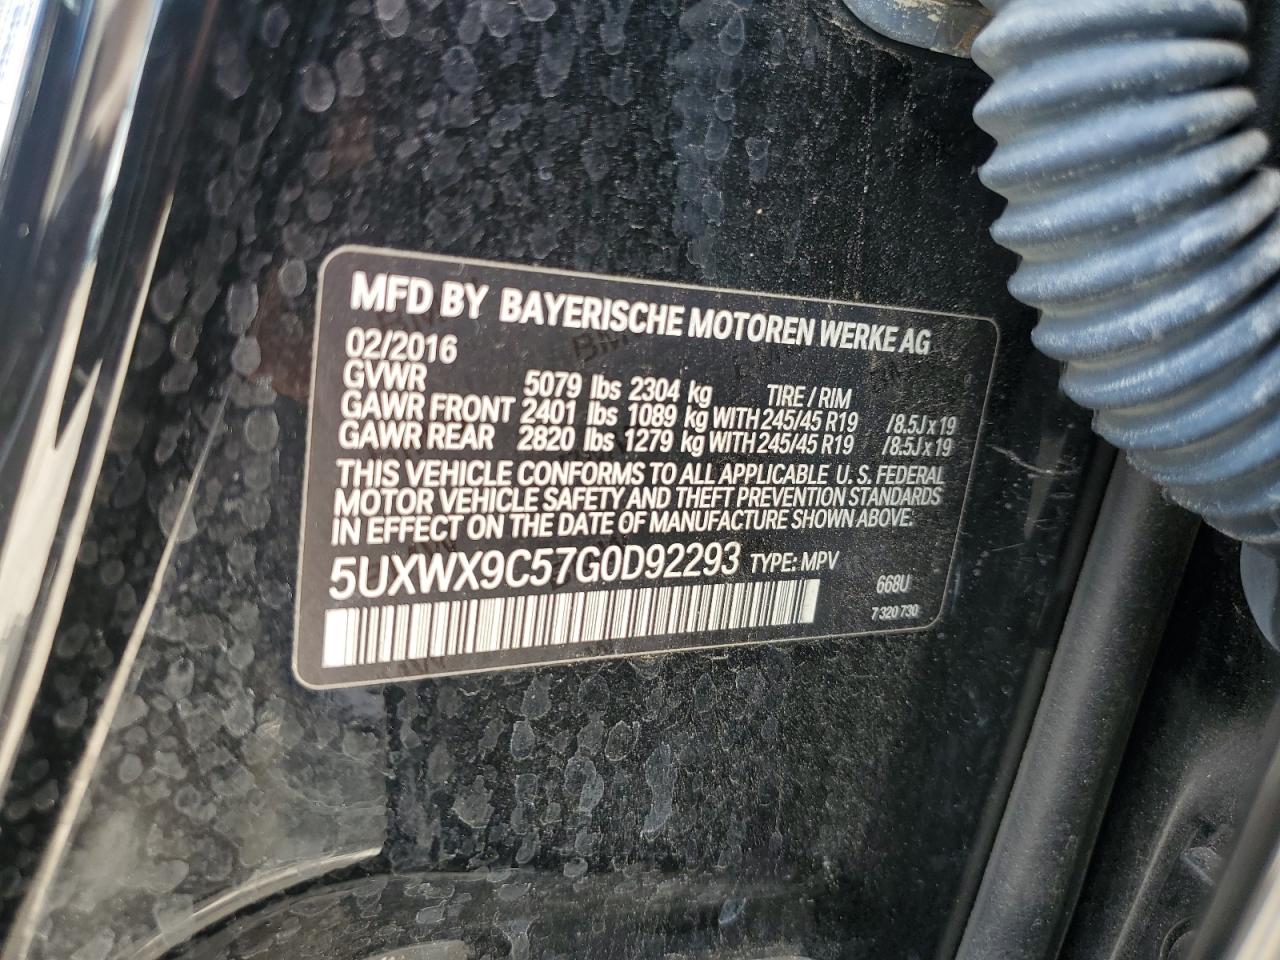 MFD BY BAYERISCHE MOTOREN WERKE AG
02/2016
GVWR 5079 lbs 2304 kg TIRE / RIM
GAWR FRONT 2401 lbs 1089 kg WITH 245/45 R19 /8.5J x 19
GAWR REAR 2820 lbs 1279 kg WITH 245/45 R19 /8.5J x 19
THIS VEHICLE CONFORMS TO ALL APPLICABLE U. S. FEDERAL
MOTOR VEHICLE SAFETY AND THEFT PREVENTION STANDARDS
IN EFFECT ON THE DATE OF MANUFACTURE SHOWN ABOVE:
5UXWX9C57G0D92293 TYPE: MPV
668U
7 320 730